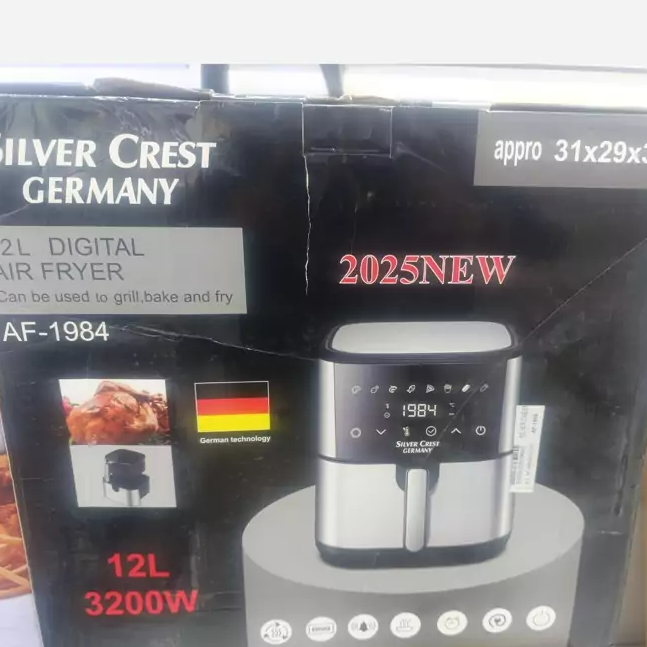 SILVER CREST
GERMANY
appro 31x29x3
2L DIGITAL
AIR FRYER
Can be used to grill,bake and fry
AF-1984
2025NEW
German technology
1984
SILVER CREST
GERMANY
12L
3200W